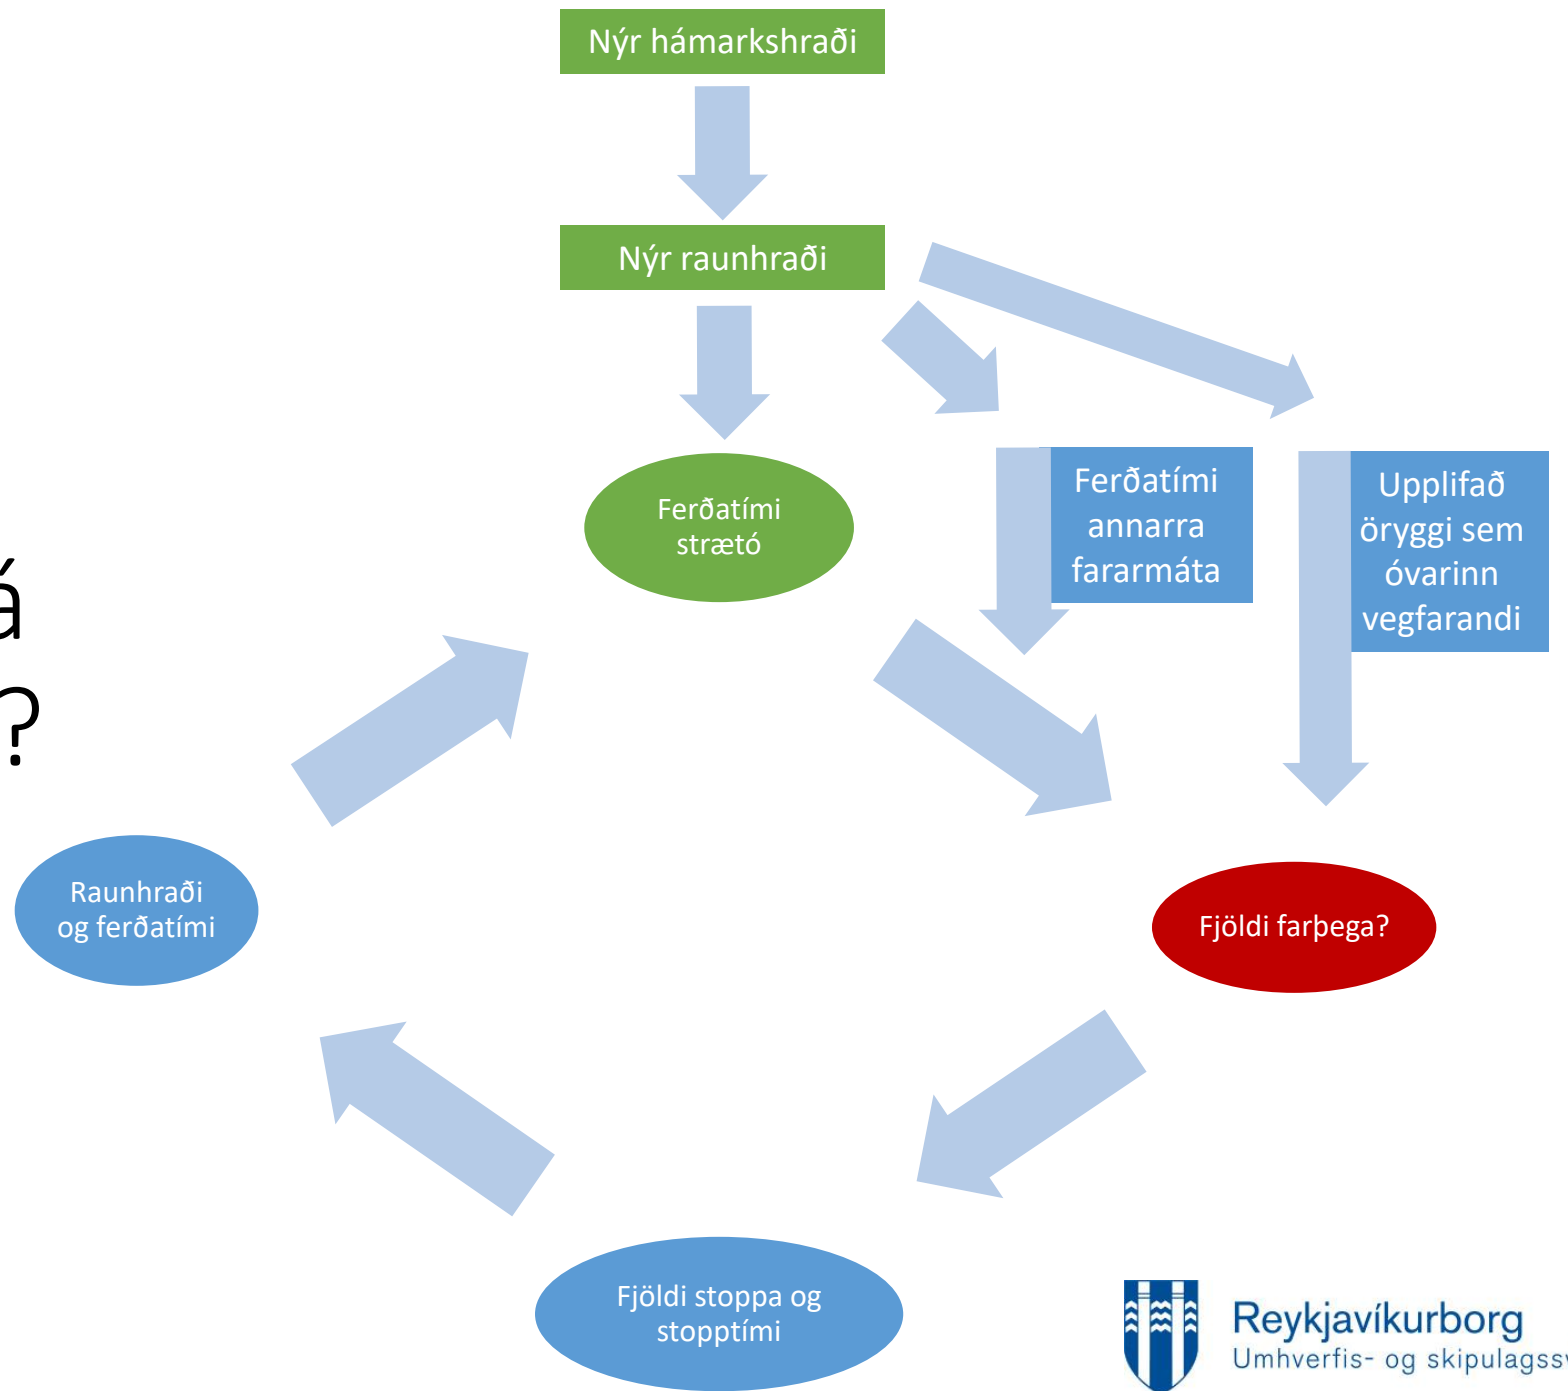 Nýr hámarkshraði
Nýr raunhraði
Ferðatími
strætó
Ferðatími
annarra
fararmáta
Upplifað
öryggi sem
óvarinn
vegfarandi
á
?
Raunhraði
og ferðatími
Fjöldi farþega?
Fjöldi stoppa og
stopptími
Reykjavíkurborg
Umhverfis- og skipulagssv